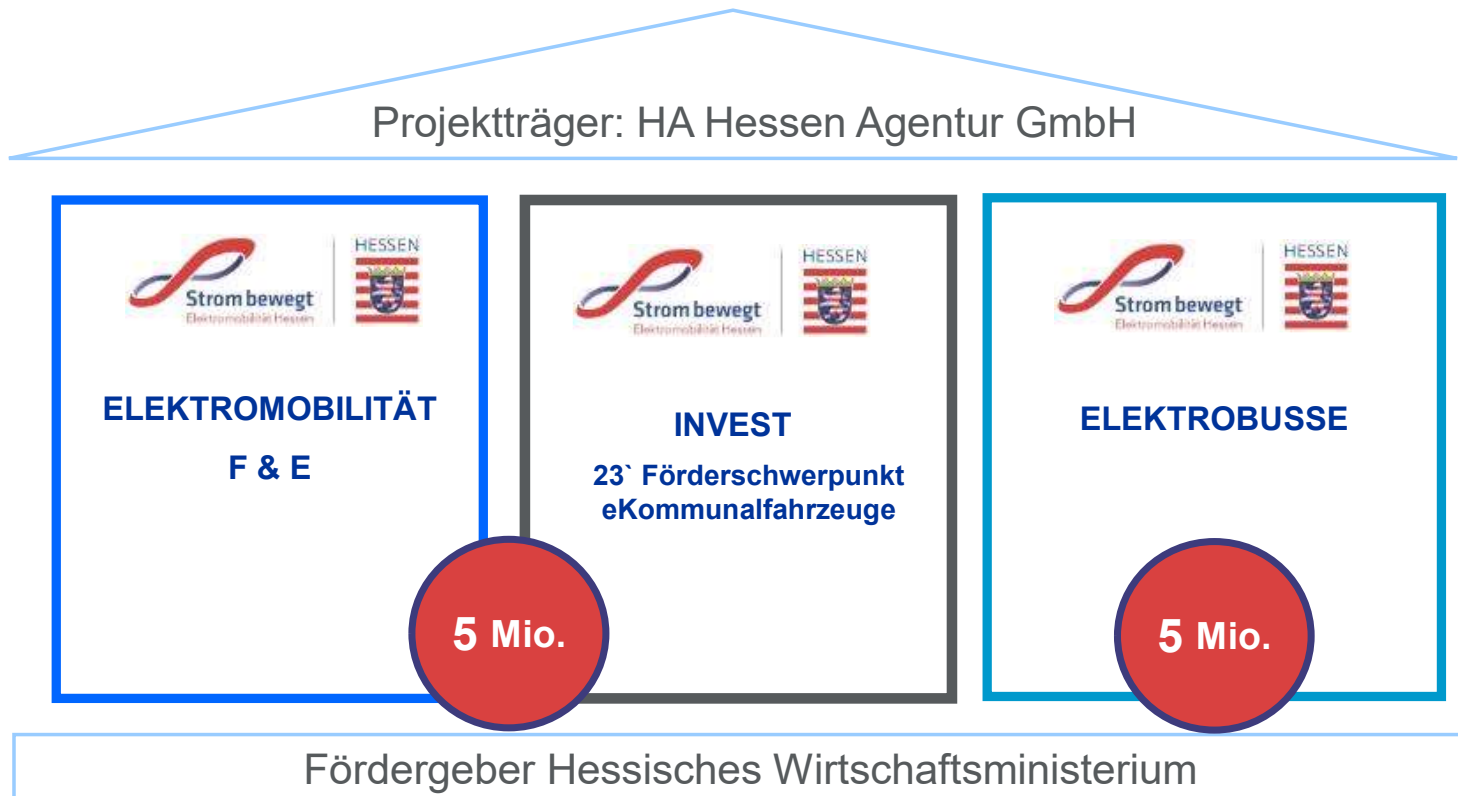 Projektträger: HA Hessen Agentur GmbH
HESSEN
Strom bewegt
Elektromobilität Hessen
ELEKTROMOBILITÄT
F & E
5 Mio.
HESSEN
Strom bewegt
Elektromobilität Hessen
INVEST
23` Förderschwerpunkt
eKommunalfahrzeuge
HESSEN
Strom bewegt
Elektromobilität Hessen
ELEKTROBUSSE
5 Mio.
Fördergeber Hessisches Wirtschaftsministerium